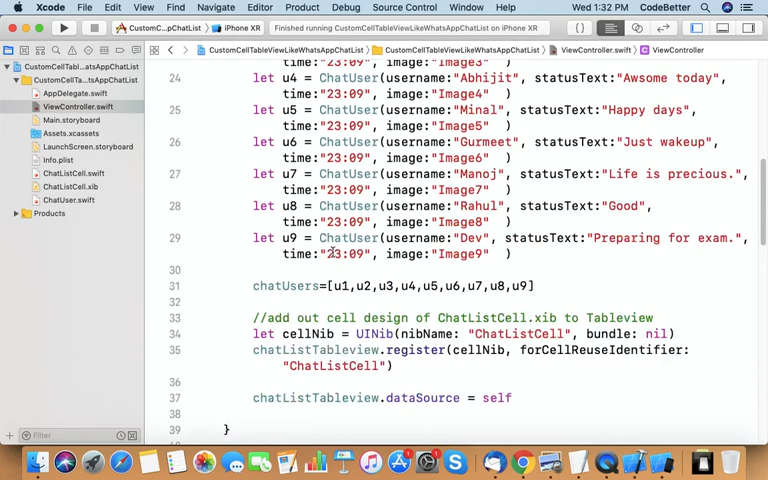 Xcode File Edit View Find Navigate Editor Product Debug Source Control Window Help Wed 1:32 PM CodeBetter
CustomC...pChatList iPhone XR Finished running CustomCellTableViewLikeWhatsAppChatList on iPhone XR
CustomCellTableViewLikeWhatsAppChatList CustomCellTableViewLikeWhatsAppChatList ViewController.swift C ViewController
CustomCellTabl...sAppChatList
CustomCellTa...tsAppChatList
AppDelegate.swift
ViewController.swift
Main.storyboard
Assets.xcassets
LaunchScreen.storyboard
Info.plist
ChatListCell.swift
ChatListCell.xib
ChatUser.swift
Products
Filter
time:"23:09", image:"Image3" )
24 let u4 = ChatUser(username:"Abhijit", statusText:"Awsome today",
time:"23:09", image:"Image4" )
25 let u5 = ChatUser(username:"Minal", statusText:"Happy days",
time:"23:09", image:"Image5" )
26 let u6 = ChatUser(username:"Gurmeet", statusText:"Just wakeup",
time:"23:09", image:"Image6" )
27 let u7 = ChatUser(username:"Manoj", statusText:"Life is precious.",
time:"23:09", image:"Image7" )
28 let u8 = ChatUser(username:"Rahul", statusText:"Good",
time:"23:09", image:"Image8" )
29 let u9 = ChatUser(username:"Dev", statusText:"Preparing for exam.",
time:"23:09", image:"Image9" )
30
31 chatUsers=[u1,u2,u3,u4,u5,u6,u7,u8,u9]
32
33 //add out cell design of ChatListCell.xib to Tableview
34 let cellNib = UINib(nibName: "ChatListCell", bundle: nil)
35 chatListTableview.register(cellNib, forCellReuseIdentifier:
"ChatListCell")
36
37 chatListTableview.dataSource = self
38
39 }